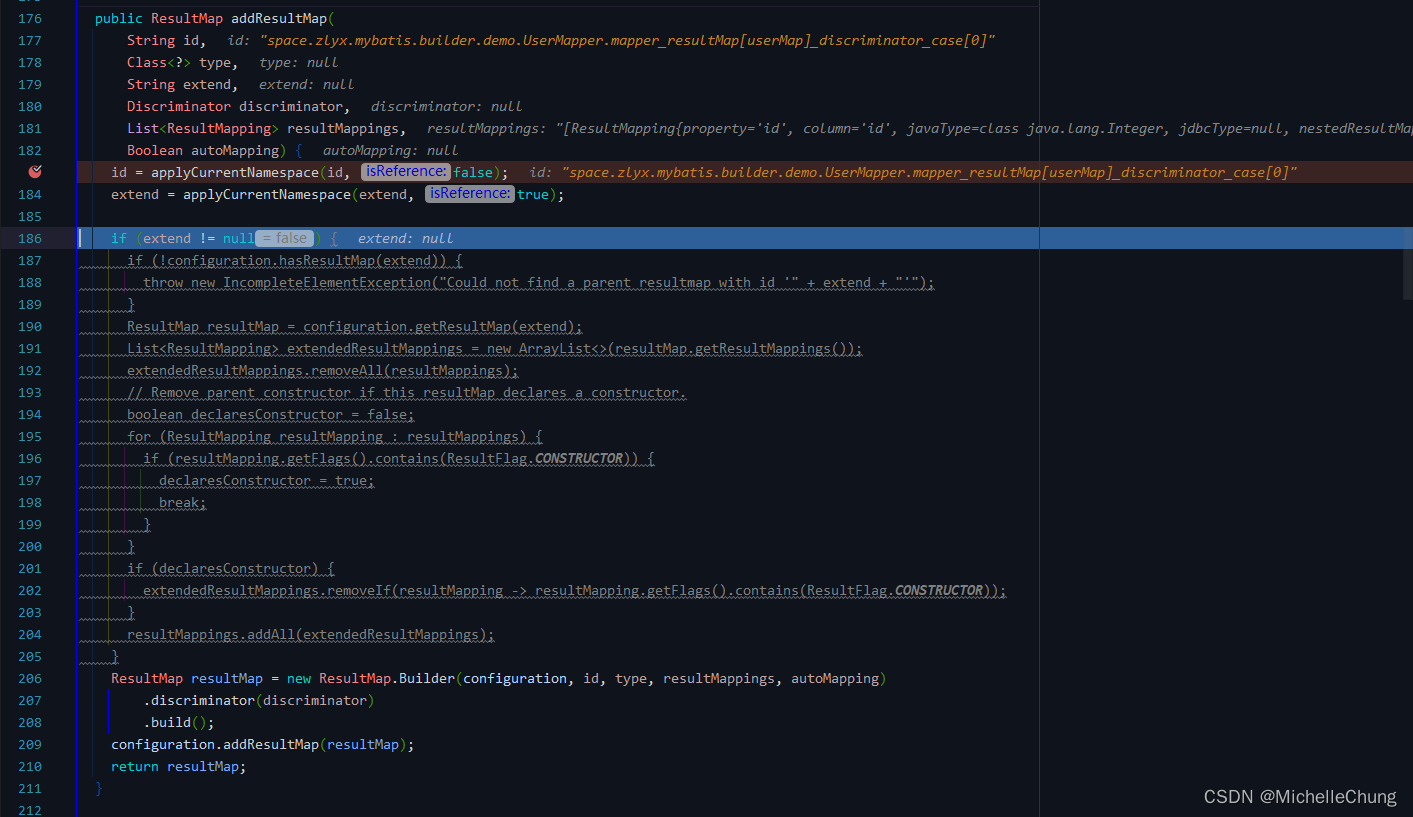 176 public ResultMap addResultMap(
177 String id, id: "space.zlyx.mybatis.builder.demo.UserMapper.mapper_resultMap[userMap]_discriminator_case[0]"
178 Class<?> type, type: null
179 String extend, extend: null
180 Discriminator discriminator, discriminator: null
181 List<ResultMapping> resultMappings, resultMappings: "[ResultMapping{property='id', column='id', javaType=class java.lang.Integer, jdbcType=null, nestedResultMap
182 Boolean autoMapping) { autoMapping: null
id = applyCurrentNamespace(id, isReference: false); id: "space.zlyx.mybatis.builder.demo.UserMapper.mapper_resultMap[userMap]_discriminator_case[0]"
184 extend = applyCurrentNamespace(extend, isReference: true);
185
186 if (extend != null = false ) { extend: null
187 if (!configuration.hasResultMap(extend)) {
188 throw new IncompleteElementException("Could not find a parent resultmap with id '" + extend + "'");
189 }
190 ResultMap resultMap = configuration.getResultMap(extend);
191 List<ResultMapping> extendedResultMappings = new ArrayList<>(resultMap.getResultMappings());
192 extendedResultMappings.removeAll(resultMappings);
193 // Remove parent constructor if this resultMap declares a constructor.
194 boolean declaresConstructor = false;
195 for (ResultMapping resultMapping : resultMappings) {
196 if (resultMapping.getFlags().contains(ResultFlag.CONSTRUCTOR)) {
197 declaresConstructor = true;
198 break;
199 }
200 }
201 if (declaresConstructor) {
202 extendedResultMappings.removeIf(resultMapping -> resultMapping.getFlags().contains(ResultFlag.CONSTRUCTOR));
203 }
204 resultMappings.addAll(extendedResultMappings);
205 }
206 ResultMap resultMap = new ResultMap.Builder(configuration, id, type, resultMappings, autoMapping)
207 .discriminator(discriminator)
208 .build();
209 configuration.addResultMap(resultMap);
210 return resultMap;
211 }
212
CSDN @MichelleChung